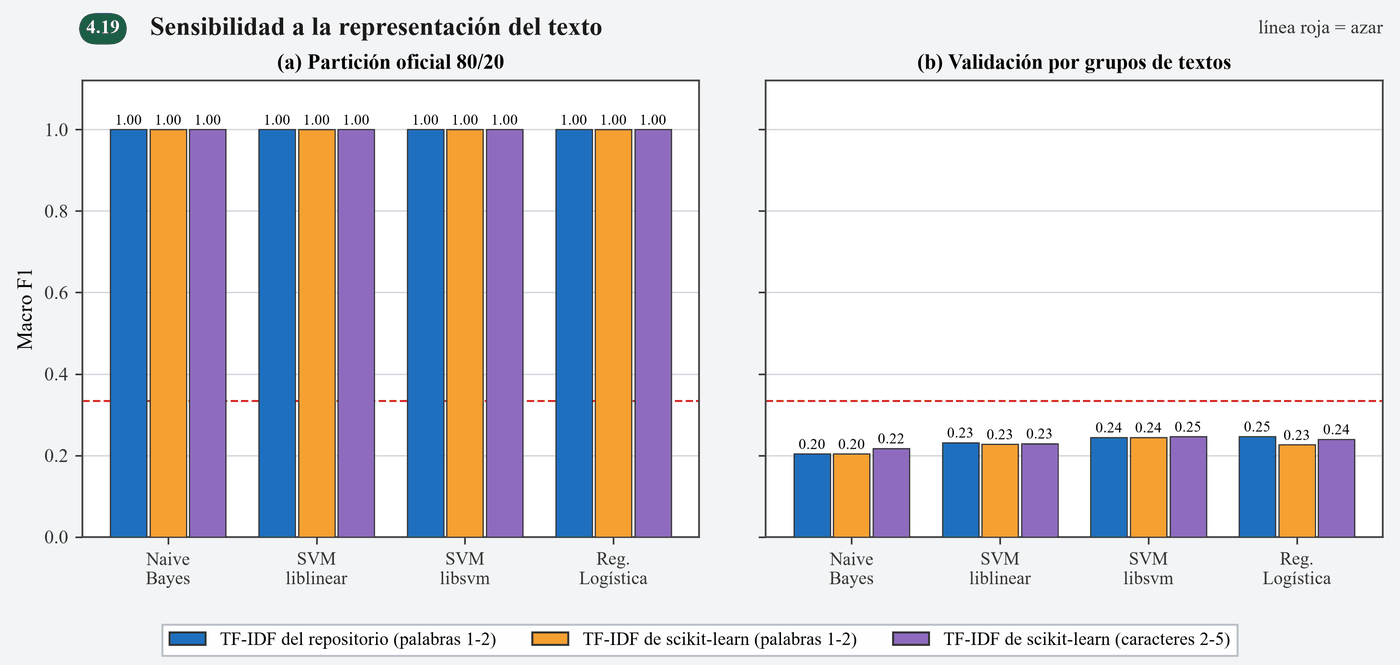 4.19 Sensibilidad a la representación del texto
línea roja = azar
(a) Partición oficial 80/20
(b) Validación por grupos de textos
Macro F1
1.0
0.8
0.6
0.4
0.2
0.0
1.00 1.00 1.00 1.00 1.00 1.00 1.00 1.00 1.00 1.00 1.00 1.00
0.20 0.20 0.22 0.23 0.23 0.23 0.24 0.24 0.25 0.25 0.23 0.24
Naive
Bayes
SVM
liblinear
SVM
libsvm
Reg.
Logística
Naive
Bayes
SVM
liblinear
SVM
libsvm
Reg.
Logística
TF-IDF del repositorio (palabras 1-2)
TF-IDF de scikit-learn (palabras 1-2)
TF-IDF de scikit-learn (caracteres 2-5)